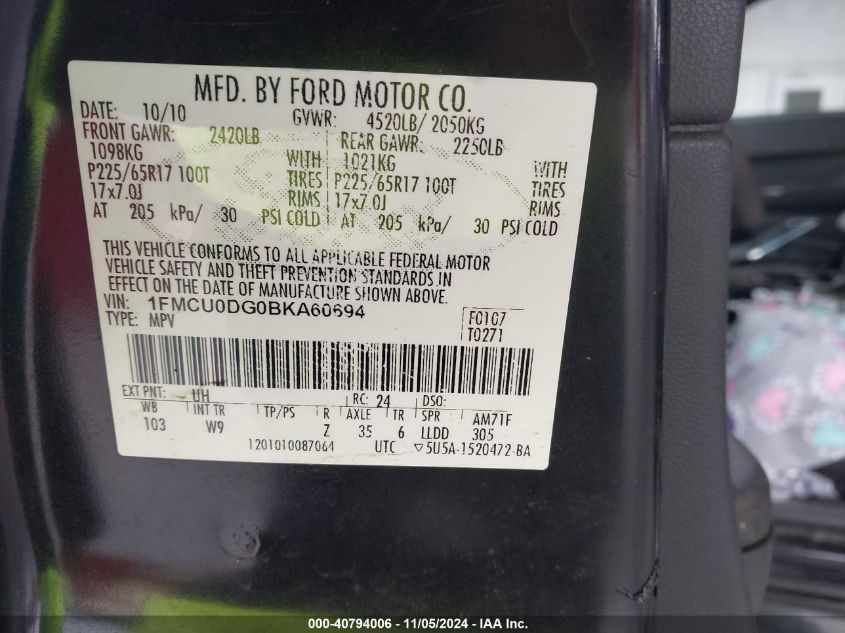 MFD. BY FORD MOTOR CO.
DATE: 10/10 GVWR: 4520LB/ 2050KG
FRONT GAWR: 2420LB REAR GAWR: 2250LB
1098KG WITH 1021KG WITH
P225/65R17 100T TIRES P225/65R17 100T TIRES
17x7.0J RIMS 17x7.0J RIMS
AT 205 kPa/ 30 PSI COLD AT 205 kPa/ 30 PSI COLD
THIS VEHICLE CONFORMS TO ALL APPLICABLE FEDERAL MOTOR
VEHICLE SAFETY AND THEFT PREVENTION STANDARDS IN
EFFECT ON THE DATE OF MANUFACTURE SHOWN ABOVE.
VIN: 1FMCU0DG0BKA60694 F0107
TYPE: MPV T0271
EXT PNT: UH RC: 24 DSO:
WB INT TR TP/PS R AXLE TR SPR AM71F
103 W9 Z 35 6 LLDD 305
1201010087064 UTC ▽5U5A-1520472-BA
000-40794006 - 11/05/2024 - IAA Inc.